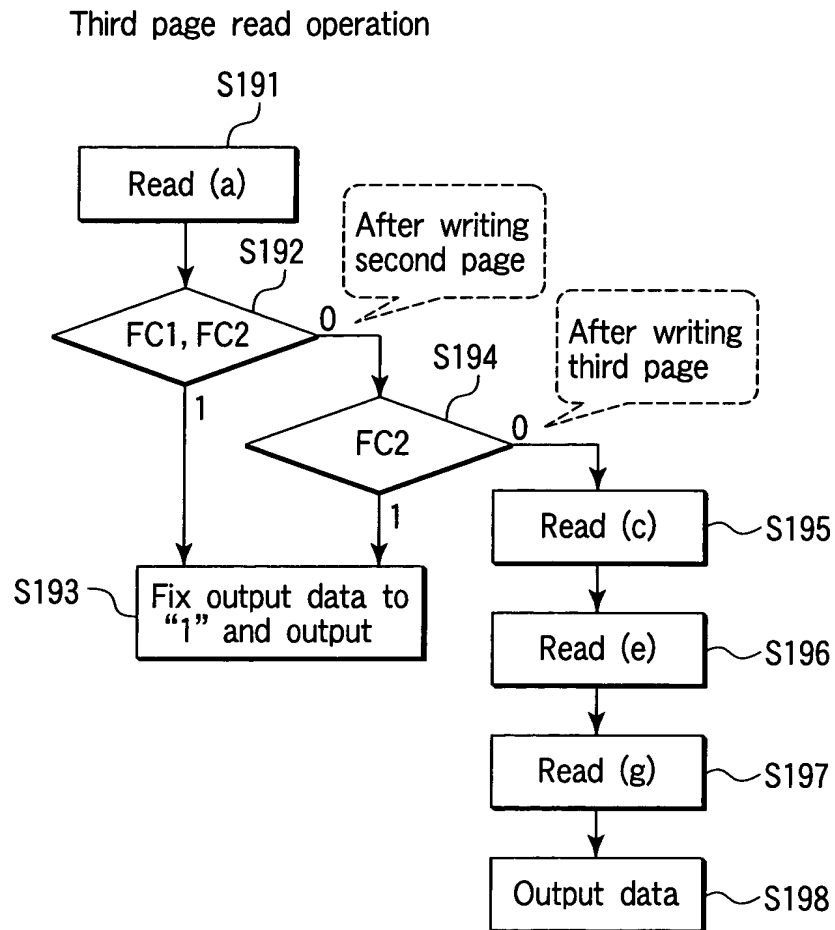 Third page read operation
S191
Read (a)
After writing
second page
S192
FC1, FC2
0
1
After writing
third page
S194
FC2
0
1
Read (c)
S195
S193
Fix output data to
“1” and output
Read (e)
S196
Read (g)
S197
Output data
S198